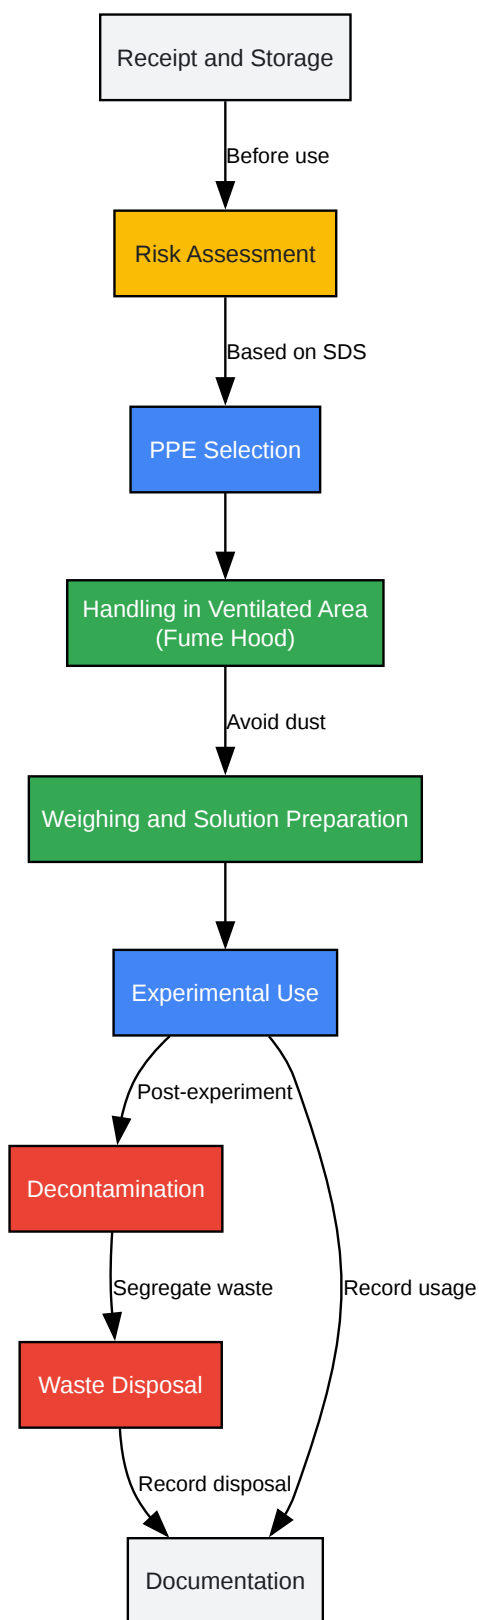 Receipt and Storage
Before use
Risk Assessment
Based on SDS
PPE Selection
Handling in Ventilated Area
(Fume Hood)
Avoid dust
Weighing and Solution Preparation
Experimental Use
Post-experiment
Decontamination
Segregate waste
Record usage
Waste Disposal
Record disposal
Documentation